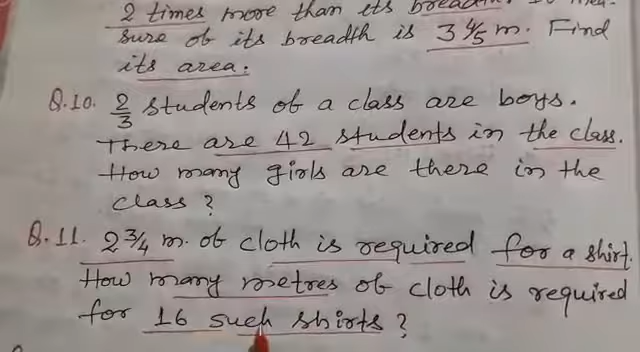 2 times more than its
sure of its breadth is 3 4/5 m. Find
its area.
Q.10. 2/3 students of a class are boys.
There are 42 students in the class.
How many girls are there in the
class ?
Q.11. 2 3/4 m. of cloth is required for a shirt.
How many metres of cloth is required
for 16 such shirts ?